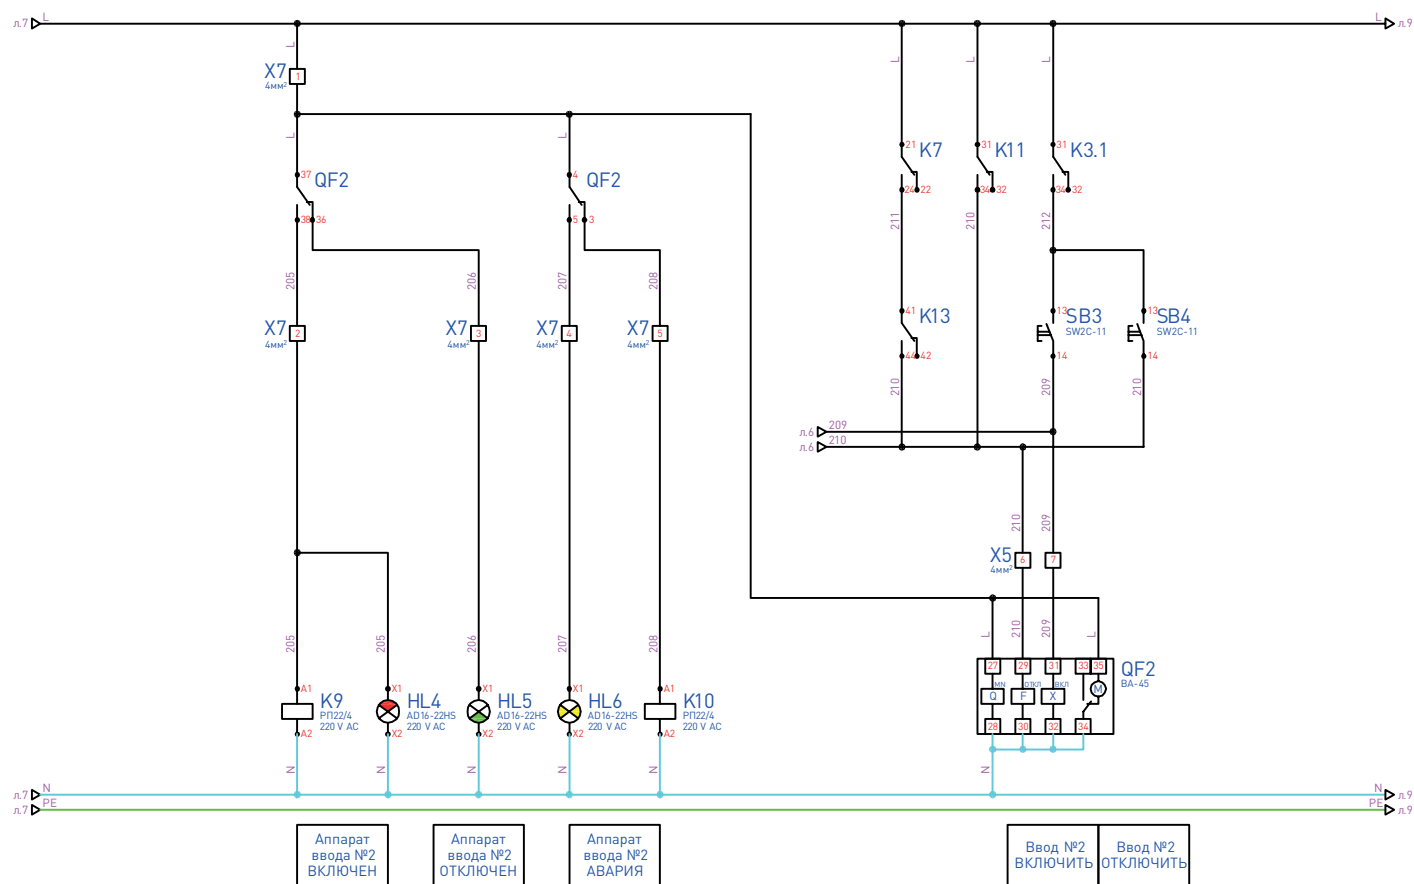 л.7
L
L
л.9
L
L
L
L
X7
4мм²
1
L
L
37
QF2
38
36
4
QF2
5
3
21
K7
24
22
31
K11
34
32
31
K3.1
34
32
211
210
212
205
206
207
208
X7
4мм²
2
X7
4мм²
3
X7
4мм²
4
X7
4мм²
5
41
K13
44
42
13
SB3
SW2C-11
14
13
SB4
SW2C-11
14
210
209
210
л.6
209
л.6
210
210
209
X5
4мм²
6
7
205
205
206
207
208
L
210
209
L
A1
K9
РП22/4
220 V AC
A2
X1
HL4
AD16-22HS
220 V AC
X2
X1
HL5
AD16-22HS
220 V AC
X2
X1
HL6
AD16-22HS
220 V AC
X2
A1
K10
РП22/4
220 V AC
A2
27
29
31
33
35
QF2
ВА-45
MN
ОТКЛ
ВКЛ
M
Q
F
X
28
30
32
34
N
N
N
N
N
N
л.7
N
N
л.9
л.7
PE
PE
л.9
Аппарат
ввода №2
ВКЛЮЧЕН
Аппарат
ввода №2
ОТКЛЮЧЕН
Аппарат
ввода №2
АВАРИЯ
Ввод №2
ВКЛЮЧИТЬ
Ввод №2
ОТКЛЮЧИТЬ